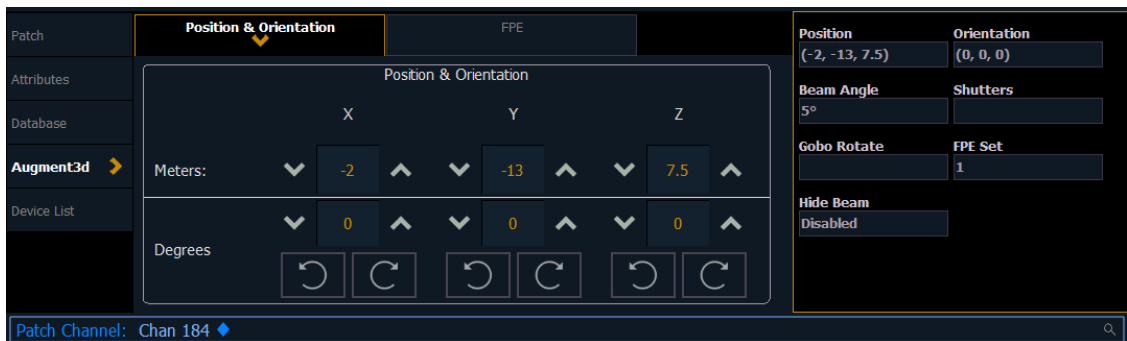 Patch
Attributes
Database
Augment3d
Device List
Position & Orientation
FPE
Position & Orientation
X Y Z
Meters: -2 -13 7.5
Degrees 0 0 0
Position Orientation
(-2, -13, 7.5) (0, 0, 0)
Beam Angle Shutters
5°
Gobo Rotate FPE Set
1
Hide Beam
Disabled
Patch Channel: Chan 184